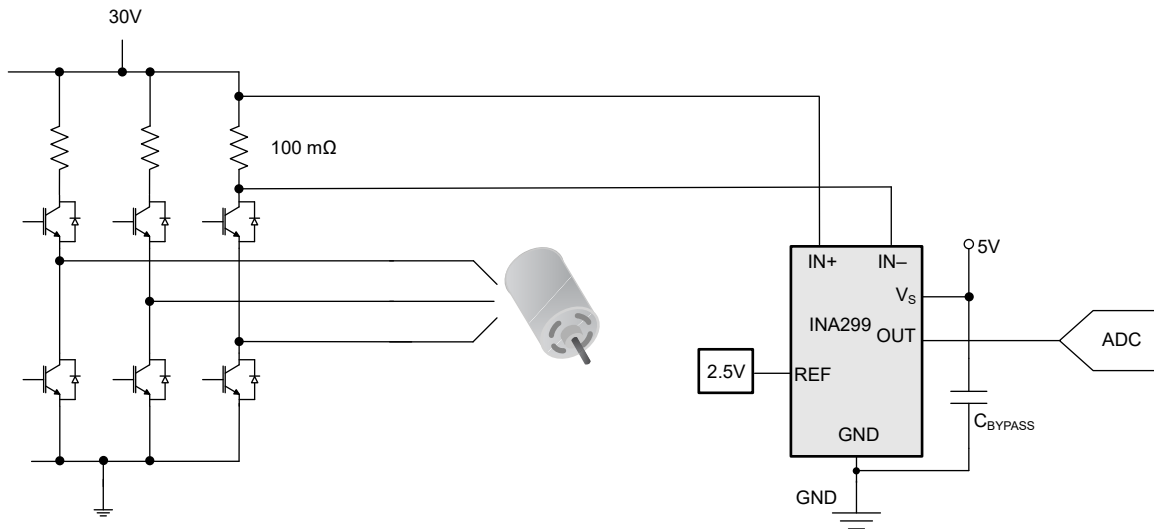 30V
100 mΩ
IN+ IN–
5V
VS
INA299
OUT
ADC
2.5V
REF
CBYPASS
GND
GND